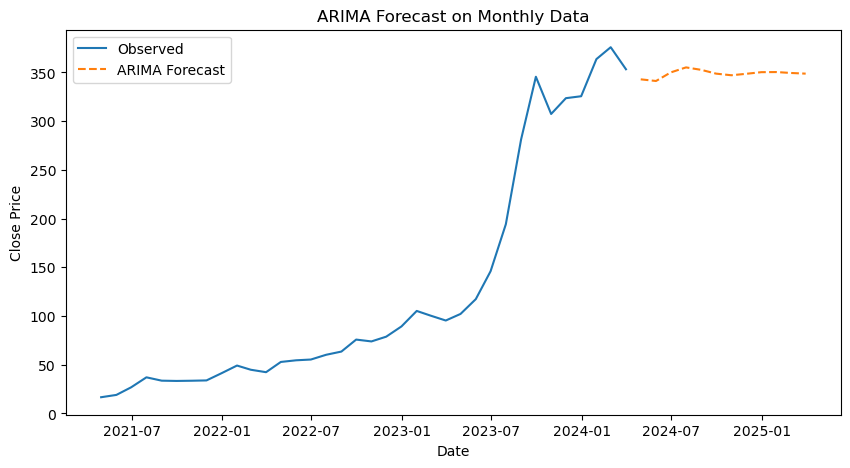 ARIMA Forecast on Monthly Data
Observed
ARIMA Forecast
Close Price
350
300
250
200
150
100
50
0
2021-07 2022-01 2022-07 2023-01 2023-07 2024-01 2024-07 2025-01
Date